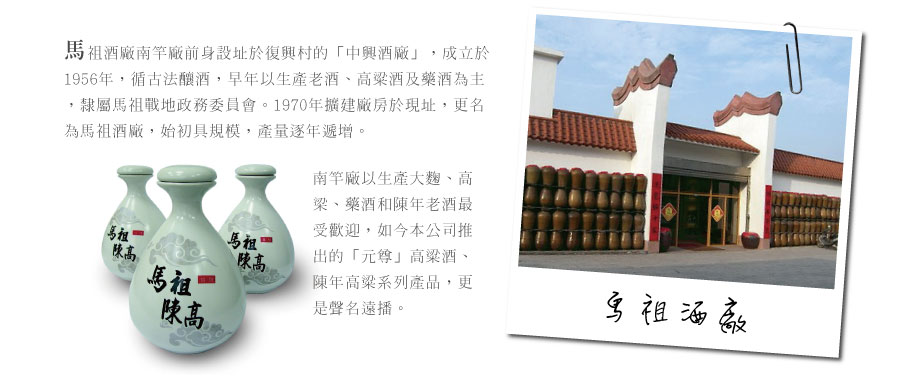 馬祖酒廠南竿廠前身設址於復興村的「中興酒廠」，成立於
1956年，循古法釀酒，早年以生產老酒、高粱酒及藥酒為主
，隸屬馬祖戰地政務委員會。1970年擴建廠房於現址，更名
為馬祖酒廠，始初具規模，產量逐年遞增。
南竿廠以生產大麴、高
梁、藥酒和陳年老酒最
受歡迎，如今本公司推
出的「元尊」高粱酒、
陳年高粱系列產品，更
是聲名遠播。
馬祖
陳高
馬祖
陳高
馬祖
陳高
馬祖酒廠